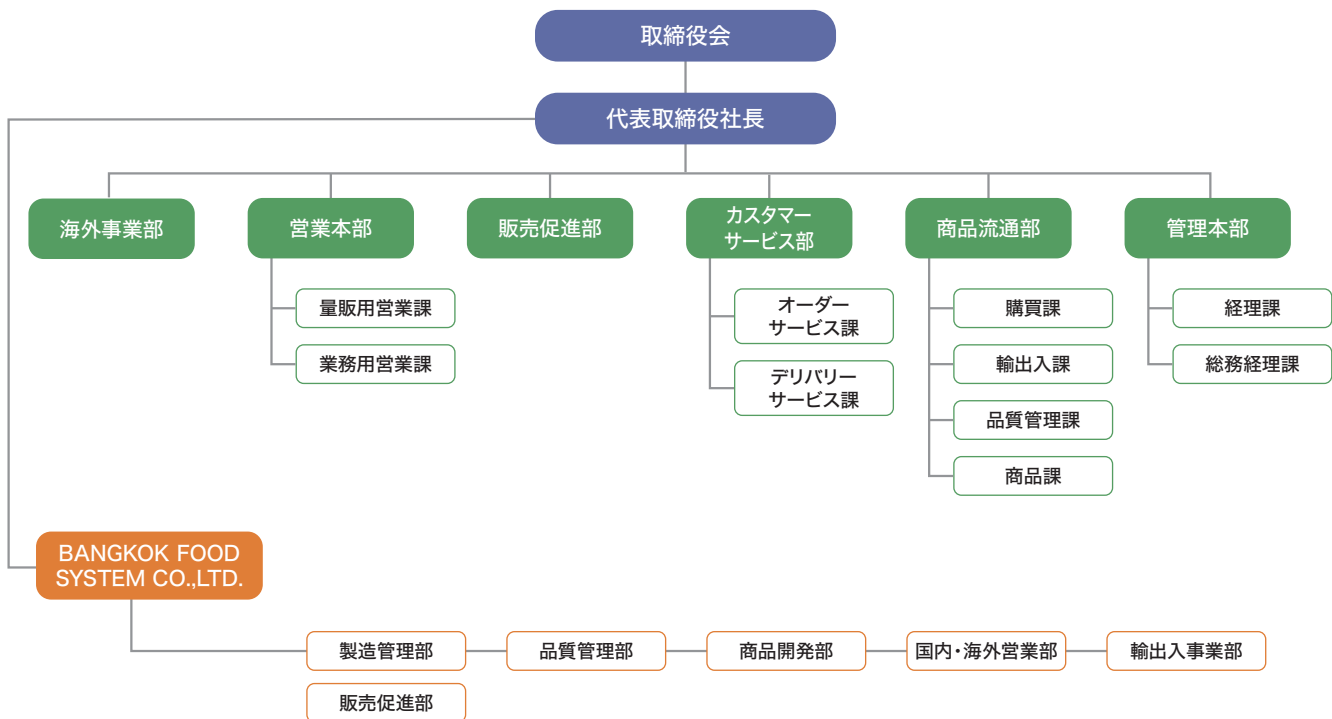 取締役会
代表取締役社長
海外事業部
営業本部
販売促進部
カスタマー
サービス部
商品流通部
管理本部
量販用営業課
業務用営業課
オーダー
サービス課
デリバリー
サービス課
購買課
輸出入課
品質管理課
商品課
経理課
総務経理課
BANGKOK FOOD
SYSTEM CO.,LTD.
製造管理部
品質管理部
商品開発部
国内・海外営業部
輸出入事業部
販売促進部